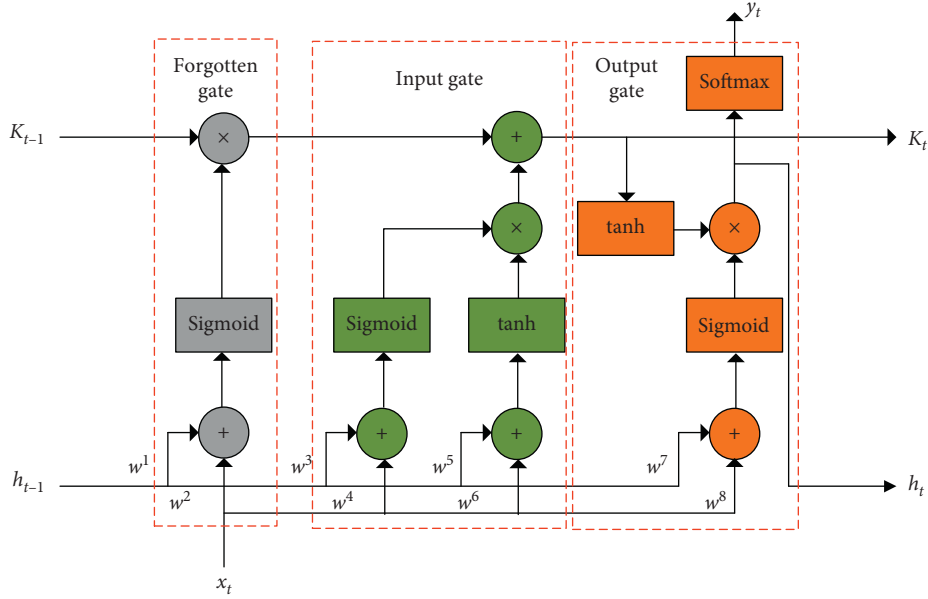 y_t
Forgotten
gate
Input gate
Output
gate
Softmax
K_{t–1}
×
+
K_t
tanh
×
×
Sigmoid
Sigmoid
tanh
Sigmoid
+
+
+
+
w^1
w^3
w^5
w^7
h_{t–1}
w^2
w^4
w^6
w^8
h_t
x_t